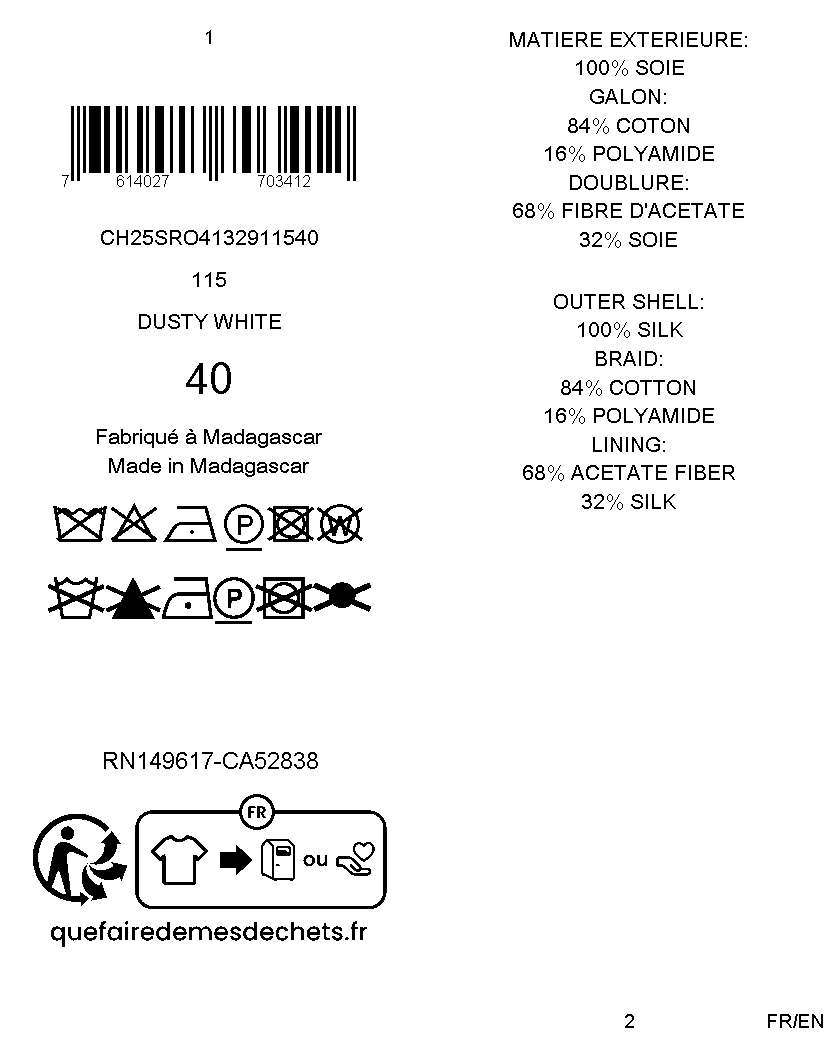 1
7 614027 703412
CH25SRO4132911540
115
DUSTY WHITE
40
Fabriqué à Madagascar
Made in Madagascar
P W
P
RN149617-CA52838
FR
ou
quefairedemesdechets.fr
MATIERE EXTERIEURE:
100% SOIE
GALON:
84% COTON
16% POLYAMIDE
DOUBLURE:
68% FIBRE D'ACETATE
32% SOIE
OUTER SHELL:
100% SILK
BRAID:
84% COTTON
16% POLYAMIDE
LINING:
68% ACETATE FIBER
32% SILK
2
FR/EN